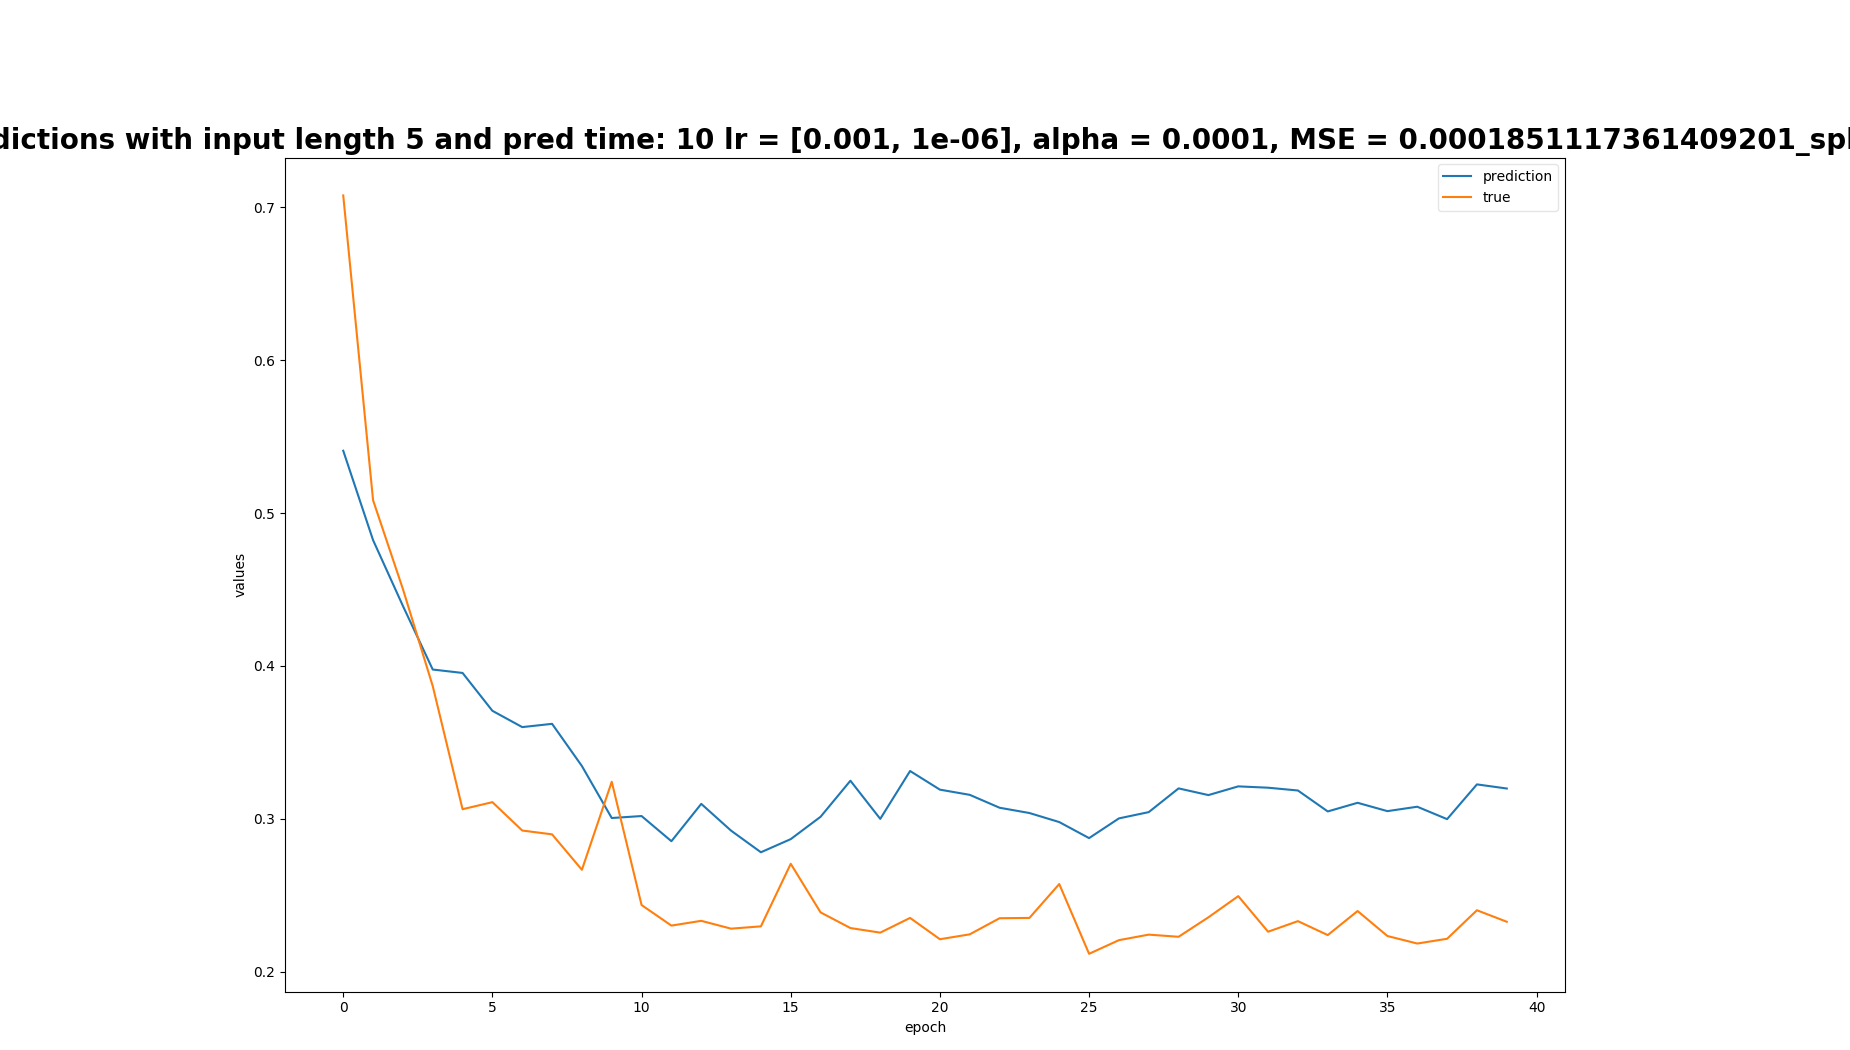 dictions with input length 5 and pred time: 10 lr = [0.001, 1e-06], alpha = 0.0001, MSE = 0.0001851117361409201_spl
prediction
true
0.7
0.6
0.5
0.4
0.3
0.2
values
0 5 10 15 20 25 30 35 40
epoch